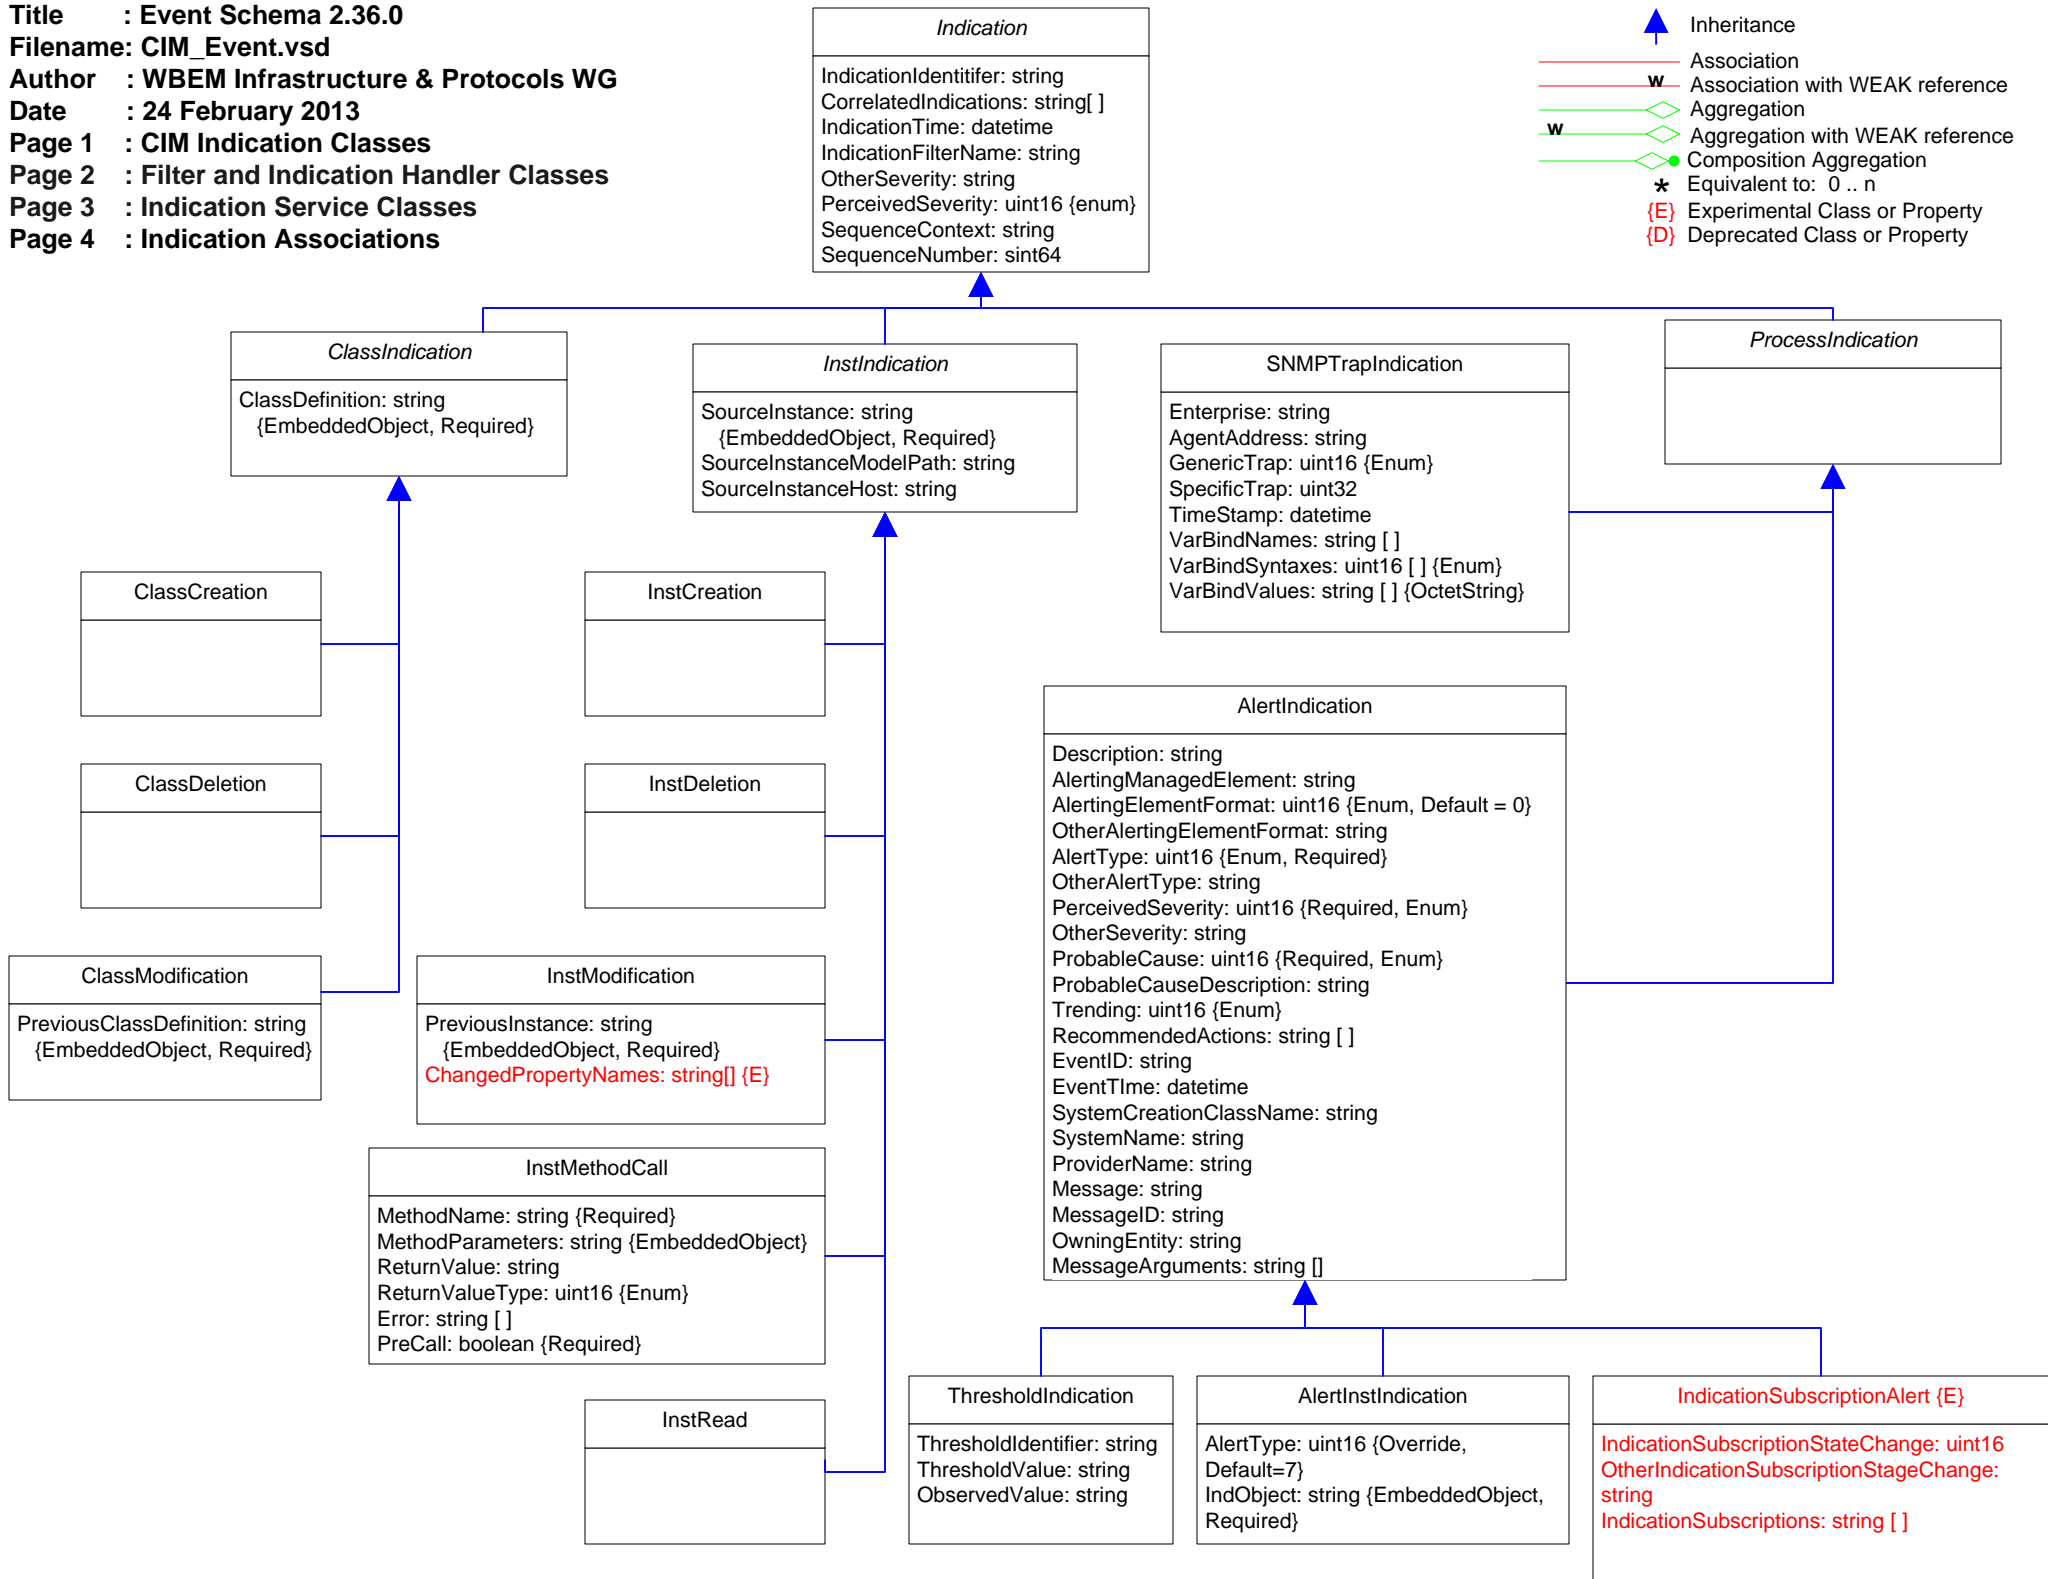 Title : Event Schema 2.36.0
Filename: CIM_Event.vsd
Author : WBEM Infrastructure & Protocols WG
Date : 24 February 2013
Page 1 : CIM Indication Classes
Page 2 : Filter and Indication Handler Classes
Page 3 : Indication Service Classes
Page 4 : Indication Associations
Indication
IndicationIdentitifer: string
CorrelatedIndications: string[ ]
IndicationTime: datetime
IndicationFilterName: string
OtherSeverity: string
PerceivedSeverity: uint16 {enum}
SequenceContext: string
SequenceNumber: sint64
Inheritance
Association
w Association with WEAK reference
Aggregation
w Aggregation with WEAK reference
Composition Aggregation
* Equivalent to: 0 .. n
{E} Experimental Class or Property
{D} Deprecated Class or Property
ClassIndication
ClassDefinition: string
{EmbeddedObject, Required}
InstIndication
SourceInstance: string
{EmbeddedObject, Required}
SourceInstanceModelPath: string
SourceInstanceHost: string
SNMPTrapIndication
Enterprise: string
AgentAddress: string
GenericTrap: uint16 {Enum}
SpecificTrap: uint32
TimeStamp: datetime
VarBindNames: string [ ]
VarBindSyntaxes: uint16 [ ] {Enum}
VarBindValues: string [ ] {OctetString}
ProcessIndication
ClassCreation
InstCreation
ClassDeletion
InstDeletion
ClassModification
PreviousClassDefinition: string
{EmbeddedObject, Required}
InstModification
PreviousInstance: string
{EmbeddedObject, Required}
ChangedPropertyNames: string[] {E}
InstMethodCall
MethodName: string {Required}
MethodParameters: string {EmbeddedObject}
ReturnValue: string
ReturnValueType: uint16 {Enum}
Error: string [ ]
PreCall: boolean {Required}
InstRead
AlertIndication
Description: string
AlertingManagedElement: string
AlertingElementFormat: uint16 {Enum, Default = 0}
OtherAlertingElementFormat: string
AlertType: uint16 {Enum, Required}
OtherAlertType: string
PerceivedSeverity: uint16 {Required, Enum}
OtherSeverity: string
ProbableCause: uint16 {Required, Enum}
ProbableCauseDescription: string
Trending: uint16 {Enum}
RecommendedActions: string [ ]
EventID: string
EventTIme: datetime
SystemCreationClassName: string
SystemName: string
ProviderName: string
Message: string
MessageID: string
OwningEntity: string
MessageArguments: string []
ThresholdIndication
ThresholdIdentifier: string
ThresholdValue: string
ObservedValue: string
AlertInstIndication
AlertType: uint16 {Override,
Default=7}
IndObject: string {EmbeddedObject,
Required}
IndicationSubscriptionAlert {E}
IndicationSubscriptionStateChange: uint16
OtherIndicationSubscriptionStageChange:
string
IndicationSubscriptions: string [ ]